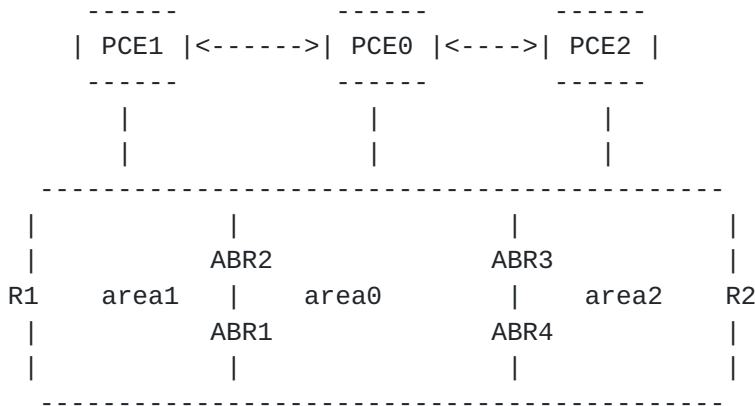 ------ ------ ------
| PCE1 |<------>| PCE0 |<---->| PCE2 |
------ ------ ------
| | |
| | |
--------------------------------------------
| | | |
| ABR2 ABR3 |
R1 area1 | area0 | area2 R2
| ABR1 ABR4 |
| | | |
--------------------------------------------